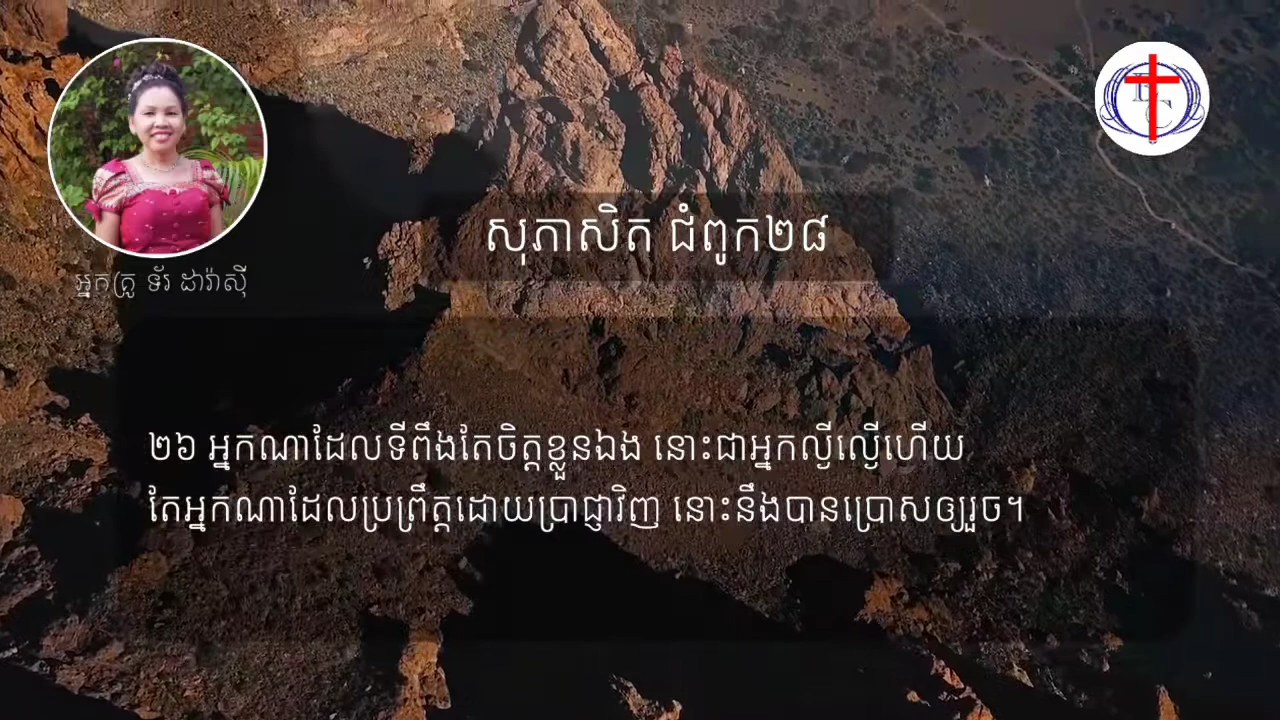 អ្នកគ្រូ ទ័រ ដារ៉ាស៊ី
សុភាសិត ជំពូក២៨
២៦ អ្នកណាដែលទីពឹងតែចិត្តខ្លួនឯង នោះជាអ្នកល្ងីល្ងើហើយ
តែអ្នកណាដែលប្រព្រឹត្តដោយប្រាជ្ញាវិញ នោះនឹងបានប្រោសឲ្យរួច។